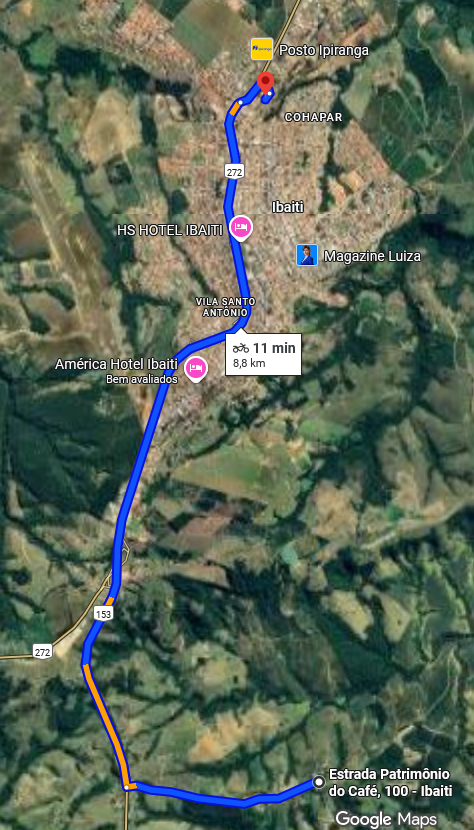 Posto Ipiranga
COHAPAR
272
Ibaiti
HS HOTEL IBAITI
Magazine Luiza
VILA SANTO
ANTÔNIO
11 min
8,8 km
América Hotel Ibaiti
Bem avaliados
153
272
Estrada Patrimônio
do Café, 100 - Ibaiti
Google Maps